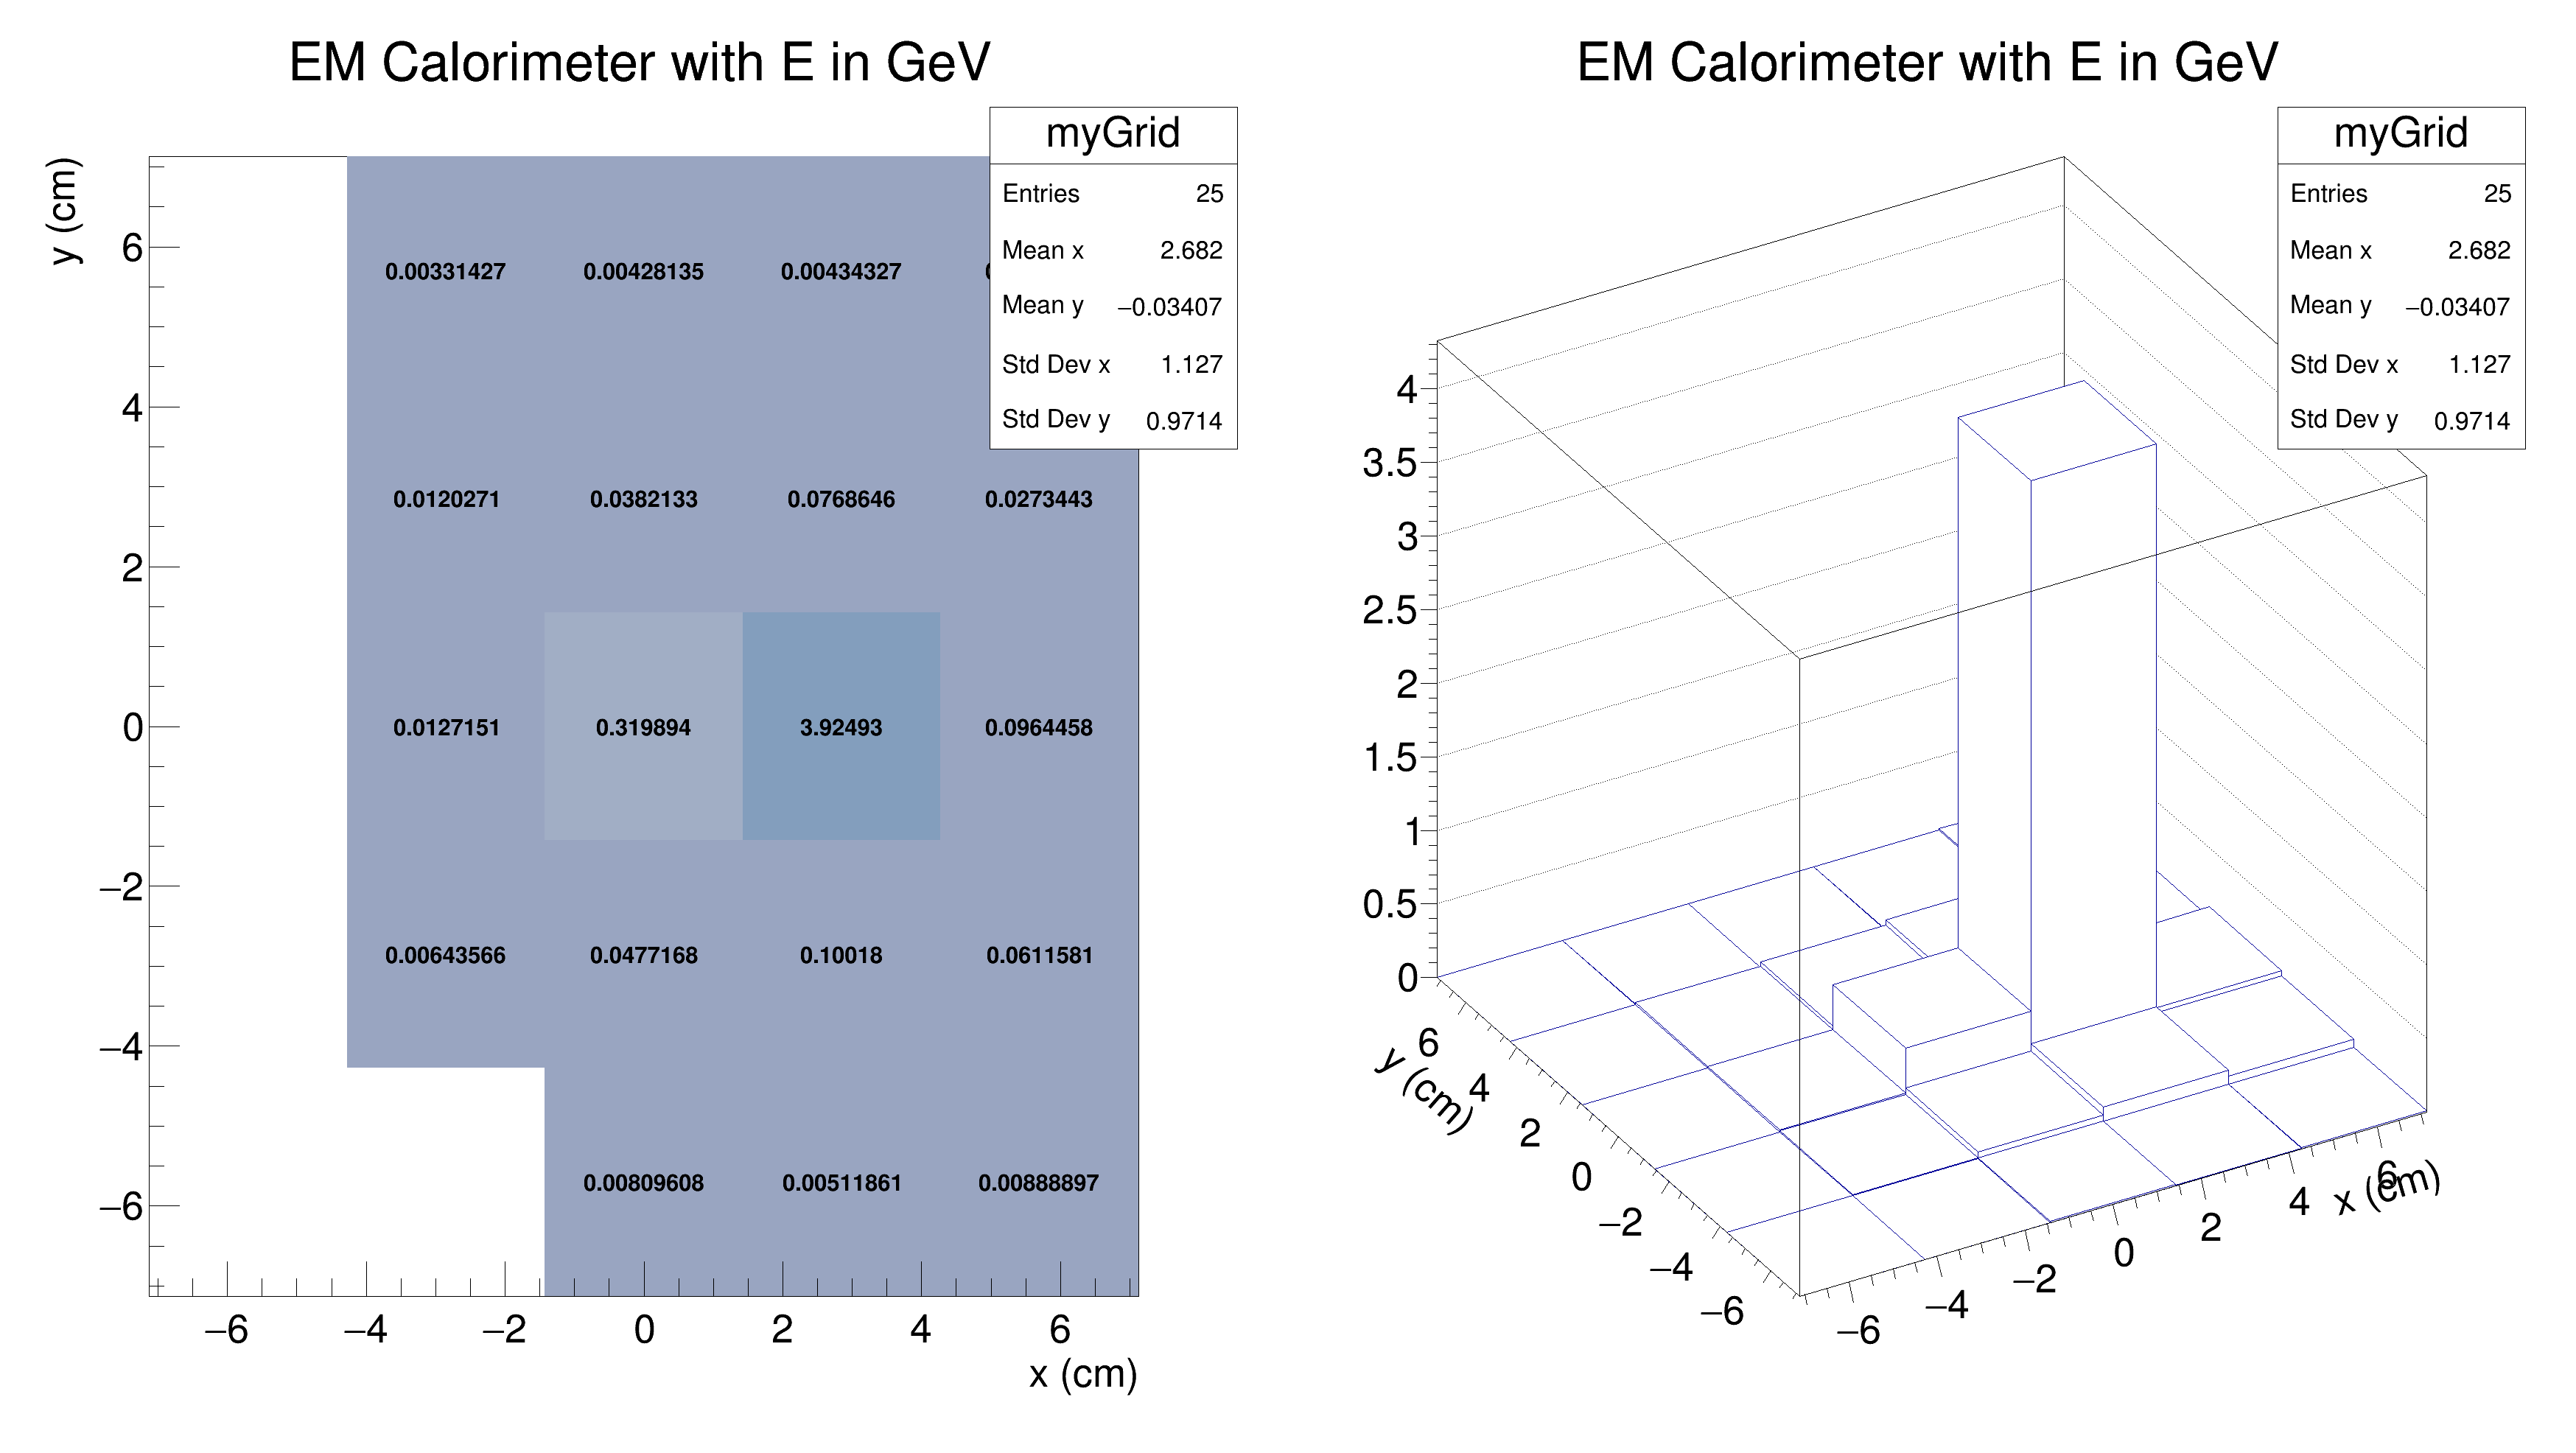 EM Calorimeter with E in GeV
myGrid
Entries 25
Mean x 2.682
Mean y −0.03407
Std Dev x 1.127
Std Dev y 0.9714
y (cm)
6
4
2
0
−2
−4
−6
0.00331427 0.00428135 0.00434327
0.0120271 0.0382133 0.0768646 0.0273443
0.0127151 0.319894 3.92493 0.0964458
0.00643566 0.0477168 0.10018 0.0611581
0.00809608 0.00511861 0.00888897
−6 −4 −2 0 2 4 6
x (cm)
EM Calorimeter with E in GeV
myGrid
Entries 25
Mean x 2.682
Mean y −0.03407
Std Dev x 1.127
Std Dev y 0.9714
4
3.5
3
2.5
2
1.5
1
0.5
0
y (cm)
6
4
2
0
−2
−4
−6
−6
−4
−2
0
2
4
6
x (cm)